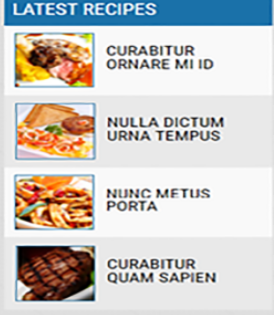 LATEST RECIPES
CURABITUR
ORNARE MI ID
NULLA DICTUM
URNA TEMPUS
NUNC METUS
PORTA
CURABITUR
QUAM SAPIEN